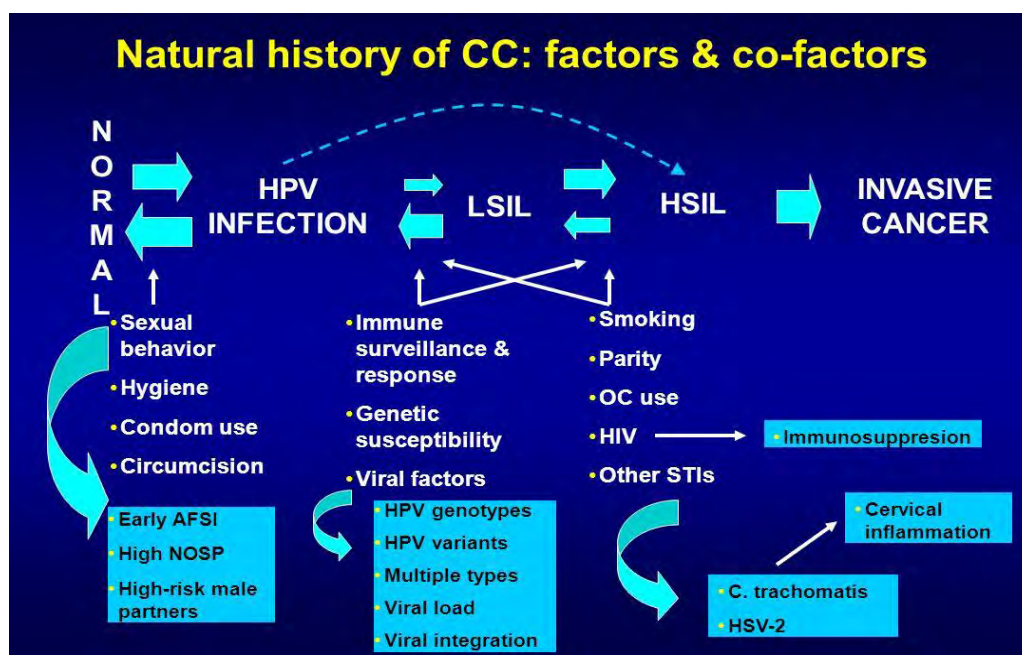 Natural history of CC: factors & co-factors
NORMAL
HPV
INFECTION
LSIL
HSIL
INVASIVE
CANCER
•Sexual
behavior
•Hygiene
•Condom use
•Circumcision
•Early AFSI
•High NOSP
•High-risk male
partners
•Immune
surveillance &
response
•Genetic
susceptibility
•Viral factors
•HPV genotypes
•HPV variants
•Multiple types
•Viral load
•Viral integration
•Smoking
•Parity
•OC use
•HIV
•Other STIs
•Immunosuppresion
•Cervical
inflammation
•C. trachomatis
•HSV-2